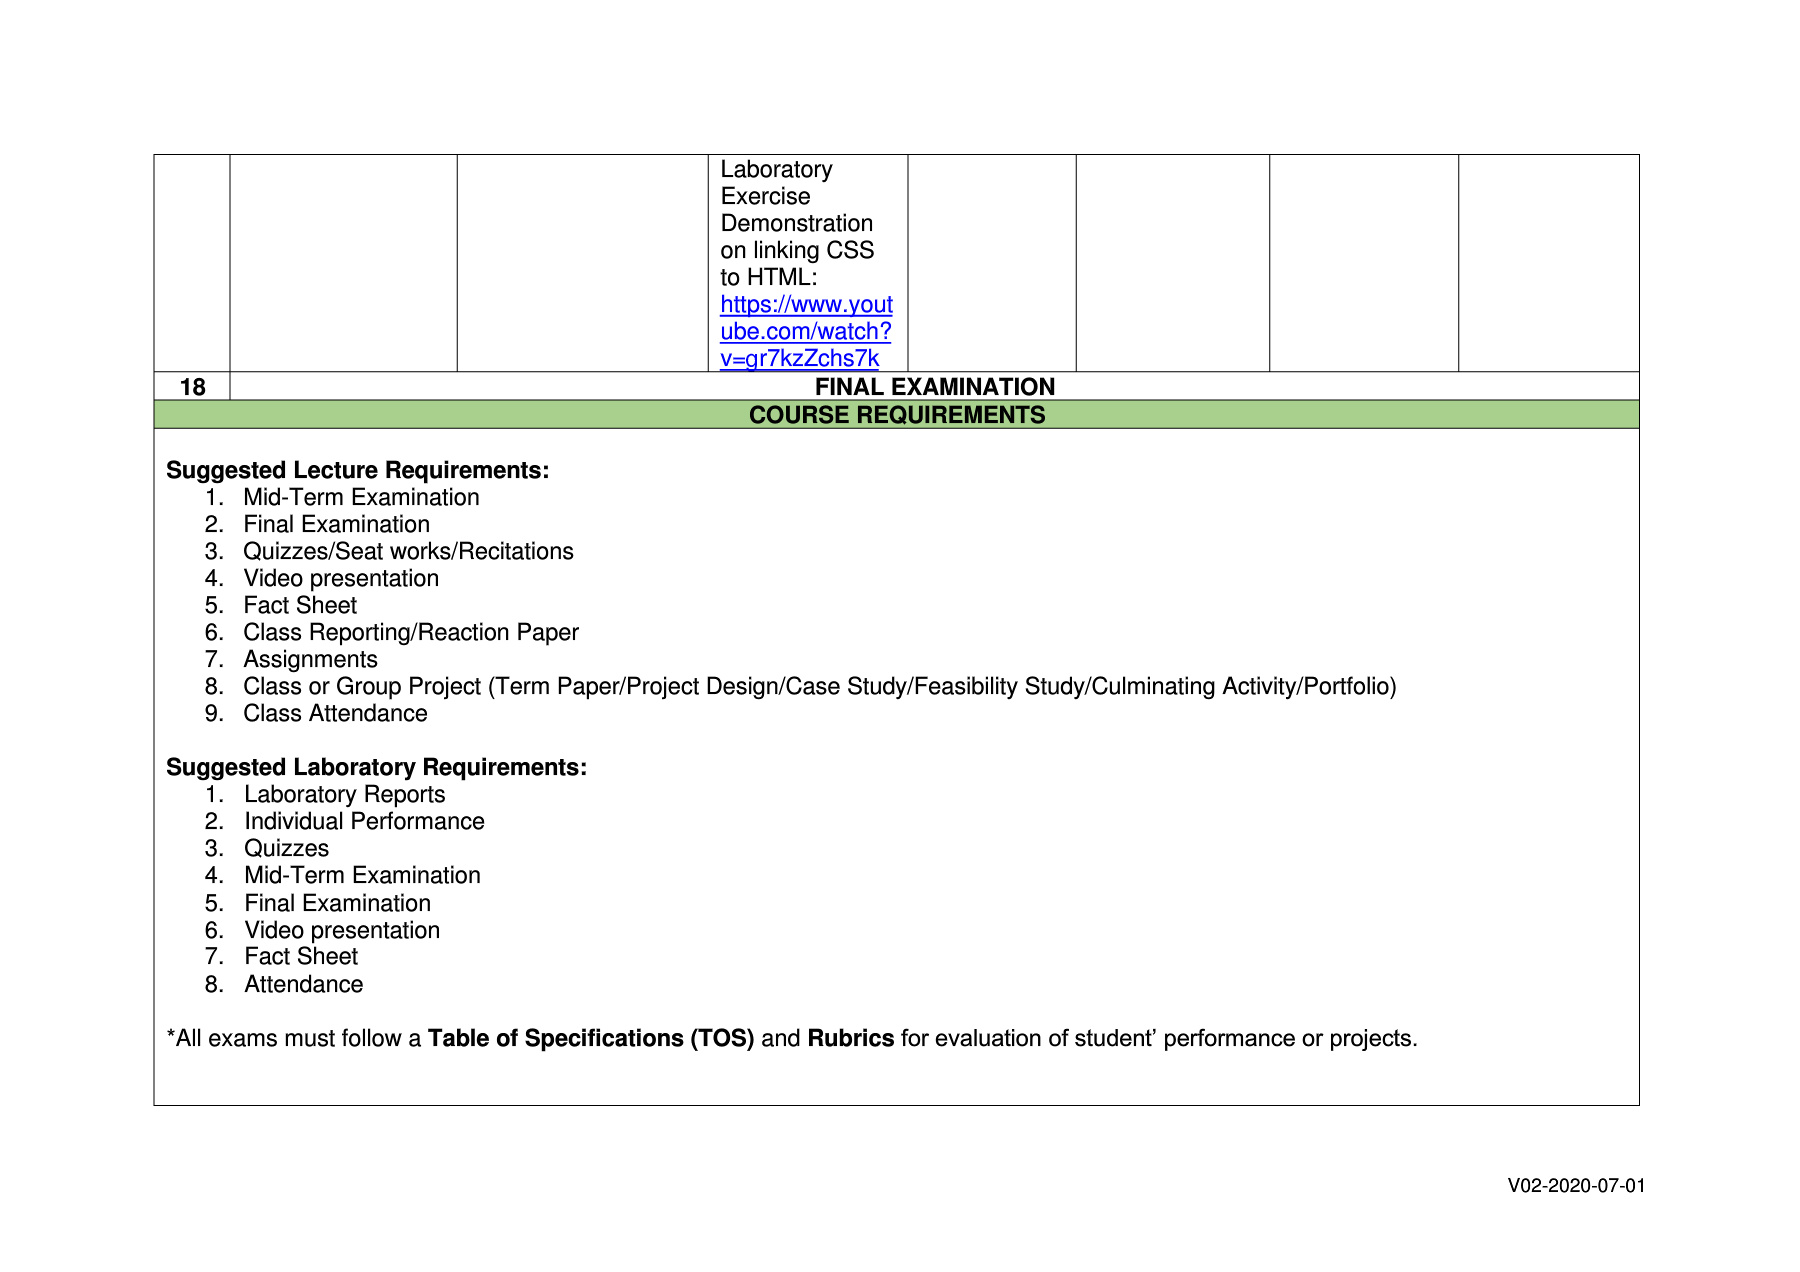 Laboratory
Exercise
Demonstration
on linking CSS
to HTML:
https://www.yout
ube.com/watch?
v=gr7kzZchs7k
18 FINAL EXAMINATION
COURSE REQUIREMENTS
Suggested Lecture Requirements:
1. Mid-Term Examination
2. Final Examination
3. Quizzes/Seat works/Recitations
4. Video presentation
5. Fact Sheet
6. Class Reporting/Reaction Paper
7. Assignments
8. Class or Group Project (Term Paper/Project Design/Case Study/Feasibility Study/Culminating Activity/Portfolio)
9. Class Attendance
Suggested Laboratory Requirements:
1. Laboratory Reports
2. Individual Performance
3. Quizzes
4. Mid-Term Examination
5. Final Examination
6. Video presentation
7. Fact Sheet
8. Attendance
*All exams must follow a Table of Specifications (TOS) and Rubrics for evaluation of student’ performance or projects.
V02-2020-07-01